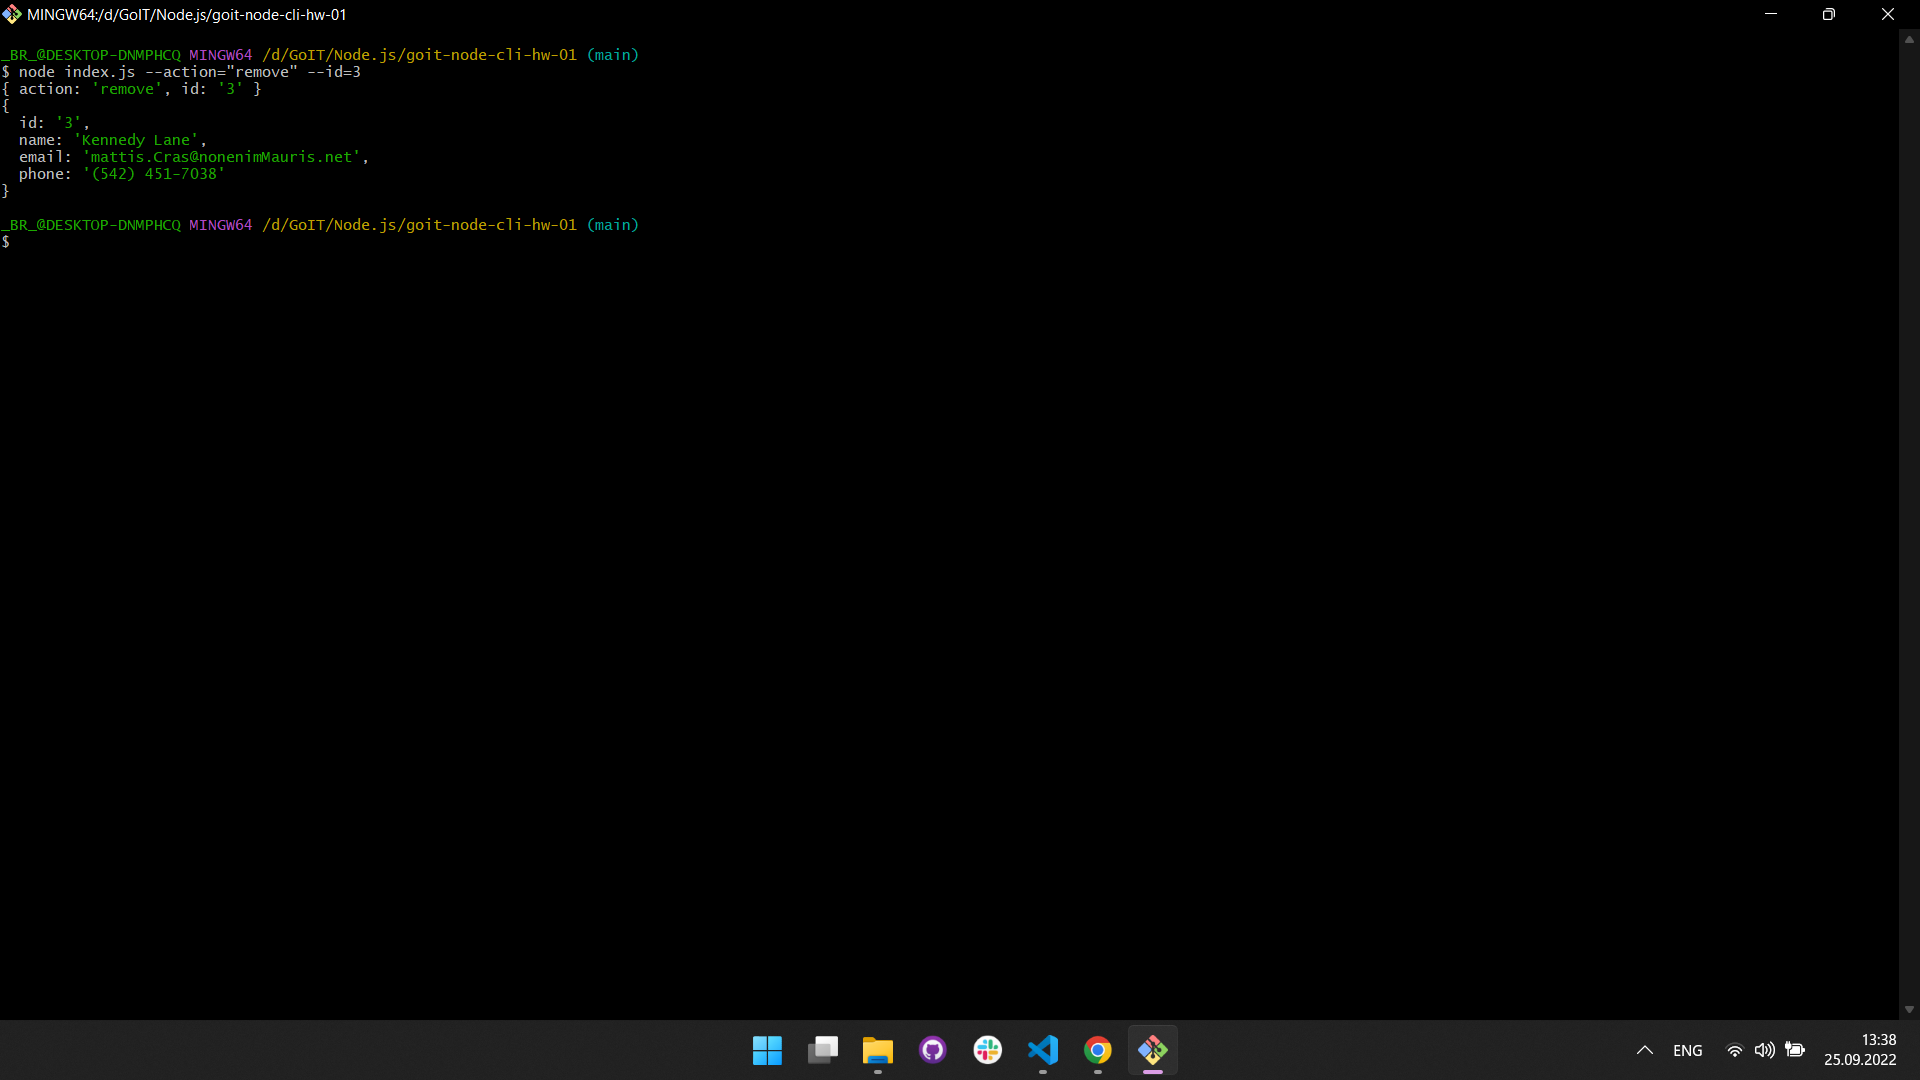 MINGW64:/d/GoIT/Node.js/goit-node-cli-hw-01
_BR_@DESKTOP-DNMPHCQ MINGW64 /d/GoIT/Node.js/goit-node-cli-hw-01 (main)
$ node index.js --action="remove" --id=3
{ action: 'remove', id: '3' }
{
  id: '3',
  name: 'Kennedy Lane',
  email: 'mattis.Cras@nonenimMauris.net',
  phone: '(542) 451-7038'
}
_BR_@DESKTOP-DNMPHCQ MINGW64 /d/GoIT/Node.js/goit-node-cli-hw-01 (main)
$
ENG
13:38
25.09.2022